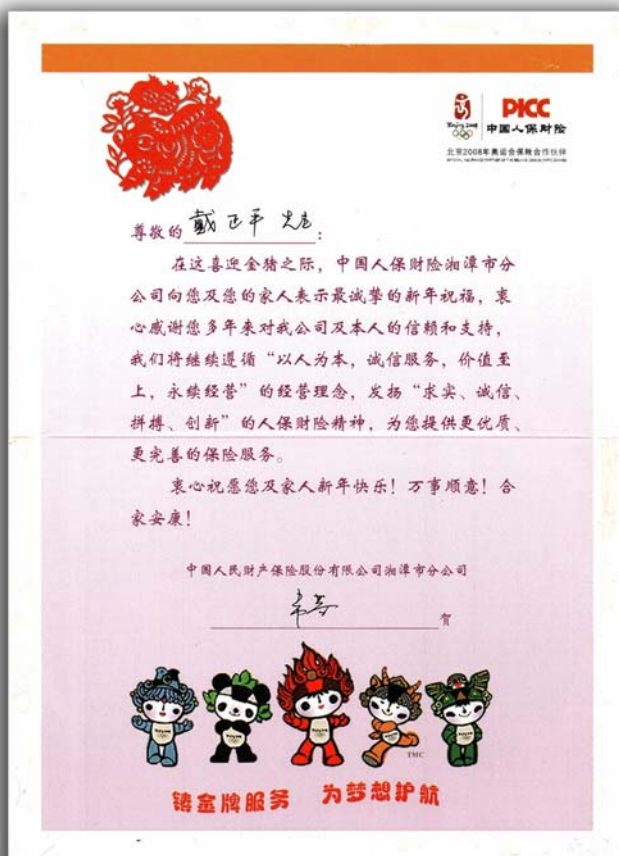 Beijing 2008
PICC
中国人保财险
北京2008年奥运会保险合作伙伴
尊敬的 戴正平 先生:
在这喜迎金猪之际,中国人保财险湘潭市分
公司向您及您的家人表示最诚挚的新年祝福,衷
心感谢您多年来对我公司及本人的信赖和支持,
我们将继续遵循“以人为本,诚信服务,价值至
上,永续经营”的经营理念,发扬“求实、诚信、
拼搏、创新”的人保财险精神,为您提供更优质、
更完善的保险服务。
衷心祝愿您及家人新年快乐!万事顺意!合
家安康!
中国人民财产保险股份有限公司湘潭市分公司
贺
TMC
铸金牌服务 为梦想护航